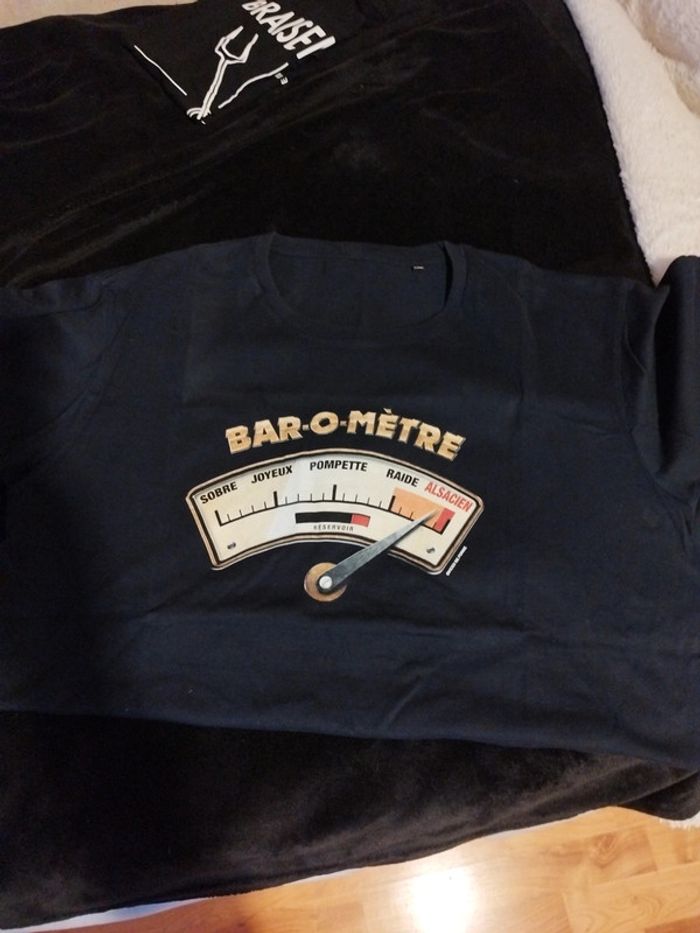 BRAISE!
BAR-O-MÈTRE
SOBRE JOYEUX POMPETTE RAIDE ALSACIEN
RÉSERVOIR